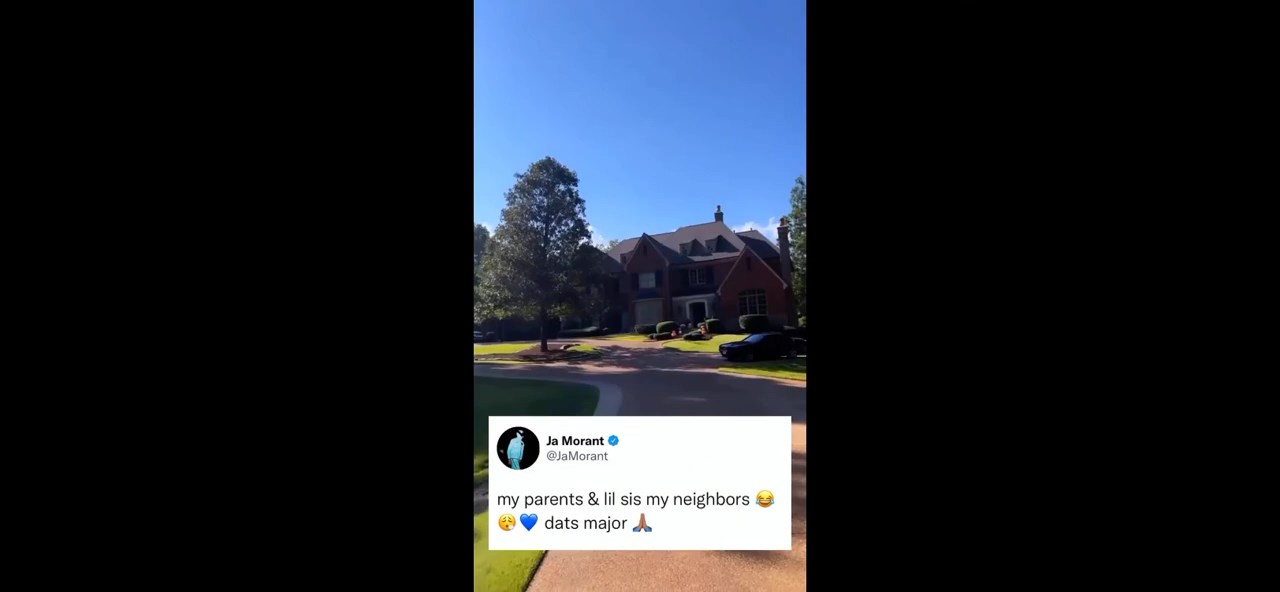 Ja Morant
@JaMorant
my parents & lil sis my neighbors 😂
😮‍💨💙 dats major 🙏🏽